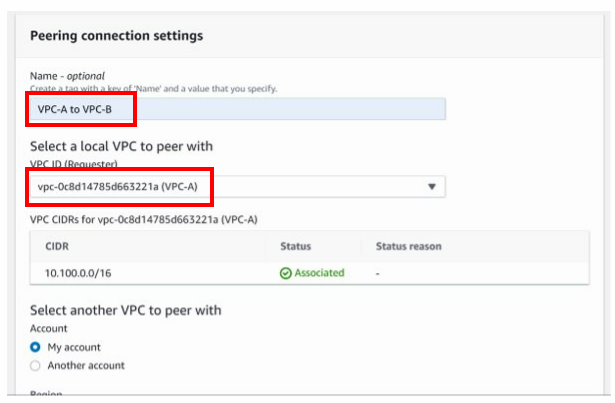 Peering connection settings
Name - optional
Create a tag with a key of 'Name' and a value that you specify.
VPC-A to VPC-B
Select a local VPC to peer with
VPC ID (Requester)
vpc-0c8d14785d663221a (VPC-A)
VPC CIDRs for vpc-0c8d14785d663221a (VPC-A)
CIDR Status Status reason
10.100.0.0/16 Associated -
Select another VPC to peer with
Account
My account
Another account
Region